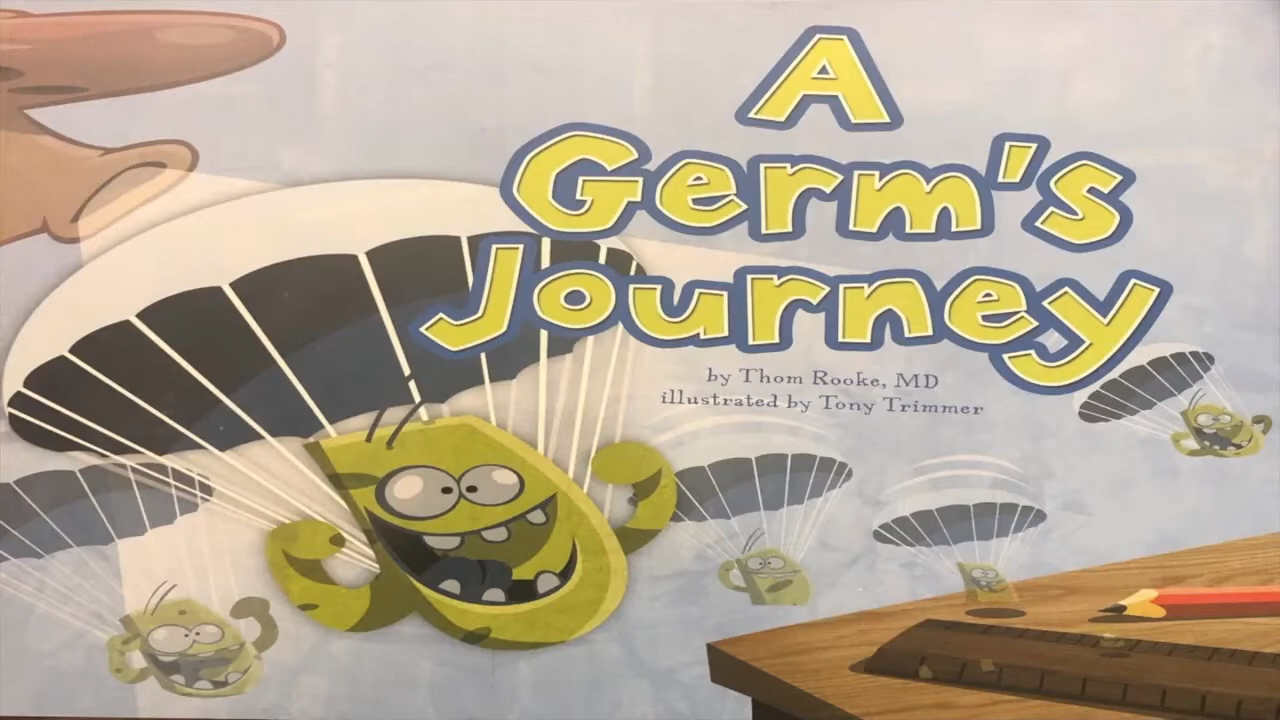 A
Germ's
Journey
by Thom Rooke, MD
illustrated by Tony Trimmer